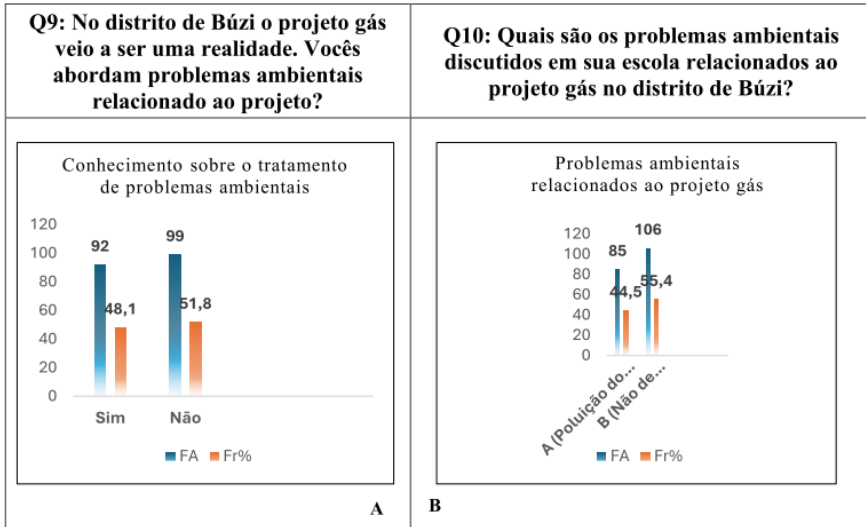 Q9: No distrito de Búzi o projeto gás
veio a ser uma realidade. Vocês
abordam problemas ambientais
relacionado ao projeto?
Q10: Quais são os problemas ambientais
discutidos em sua escola relacionados ao
projeto gás no distrito de Búzi?
Conhecimento sobre o tratamento
de problemas ambientais
120
100
80
60
40
20
0
92
48,1
99
51,8
Sim
Não
FA
Fr%
A
Problemas ambientais
relacionados ao projeto gás
120
100
80
60
40
20
0
85
44,5
106
55,4
A (Poluição do...
B (Não de...
FA
Fr%
B